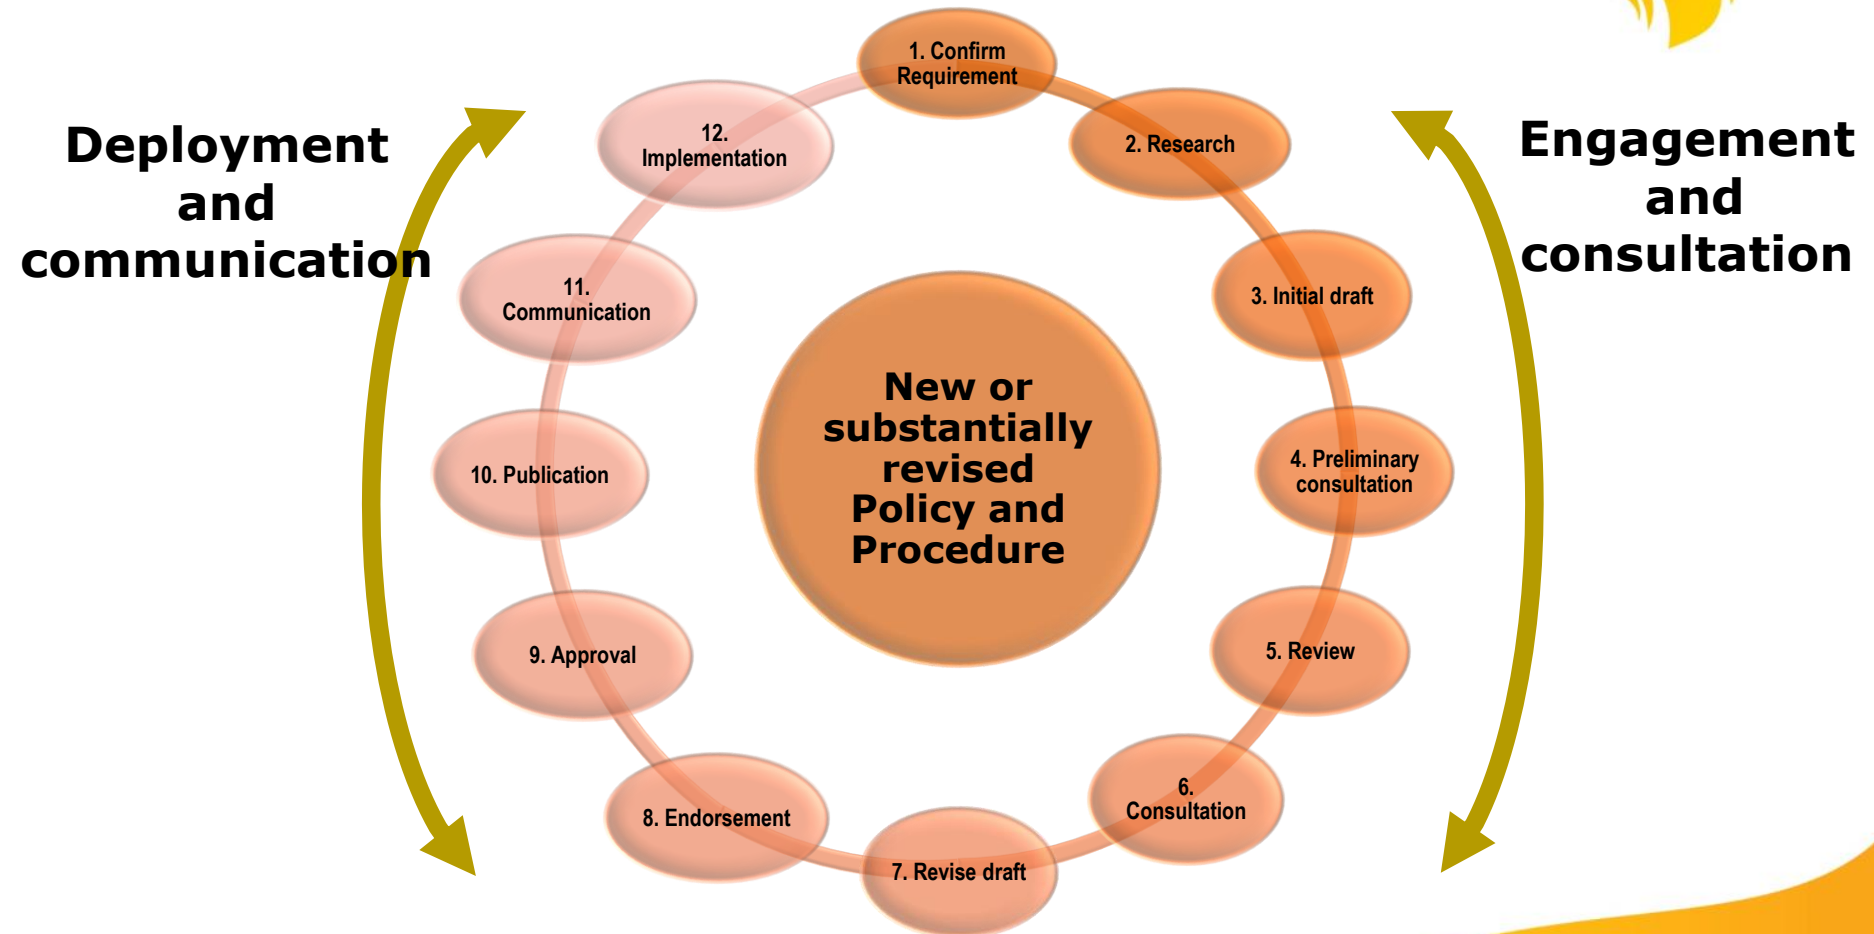 Deployment
and
communication
Engagement
and
consultation
New or
substantially
revised
Policy and
Procedure
1. Confirm
Requirement
2. Research
3. Initial draft
4. Preliminary
consultation
5. Review
6.
Consultation
7. Revise draft
8. Endorsement
9. Approval
10. Publication
11.
Communication
12.
Implementation